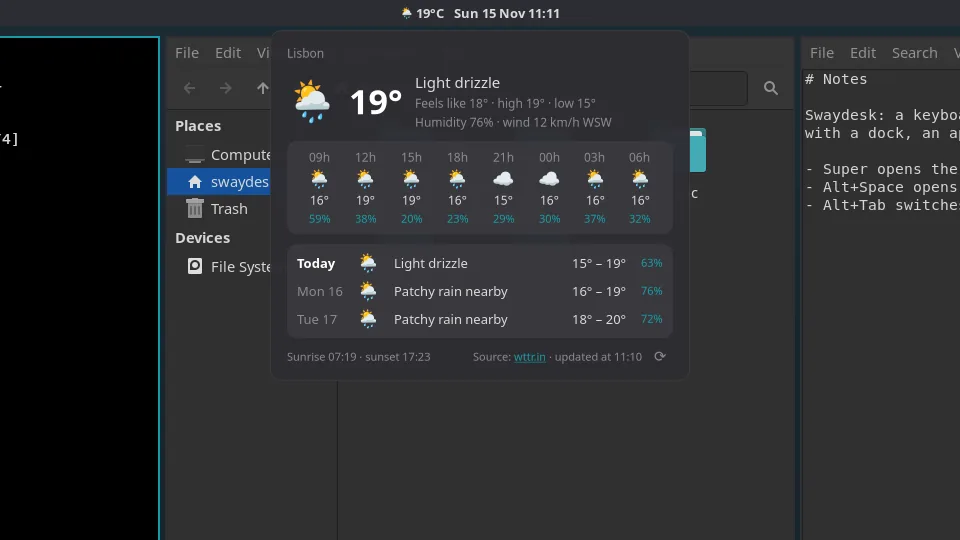 19°C Sun 15 Nov 11:11
4]
File Edit Vi
Places
Compute
swaydes
Trash
Devices
File Syste
c
Lisbon
19°
Light drizzle
Feels like 18° · high 19° · low 15°
Humidity 76% · wind 12 km/h WSW
09h 12h 15h 18h 21h 00h 03h 06h
16° 19° 19° 16° 15° 16° 16° 16°
59% 38% 20% 23% 29% 30% 37% 32%
Today Light drizzle 15° – 19° 63%
Mon 16 Patchy rain nearby 16° – 19° 76%
Tue 17 Patchy rain nearby 18° – 20° 72%
Sunrise 07:19 · sunset 17:23 Source: wttr.in · updated at 11:10
File Edit Search V
# Notes
Swaydesk: a keyboa
with a dock, an ap
- Super opens the
- Alt+Space opens
- Alt+Tab switches